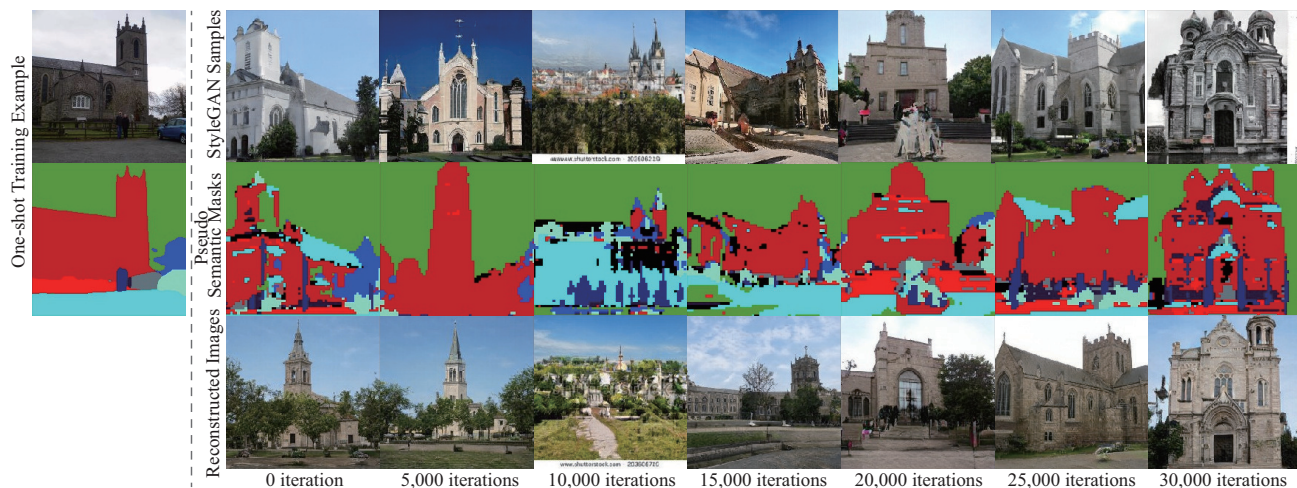 One-shot Training Example
StyleGAN Samples
Pseudo
Semantic Masks
Reconstructed Images
0 iteration
5,000 iterations
10,000 iterations
15,000 iterations
20,000 iterations
25,000 iterations
30,000 iterations